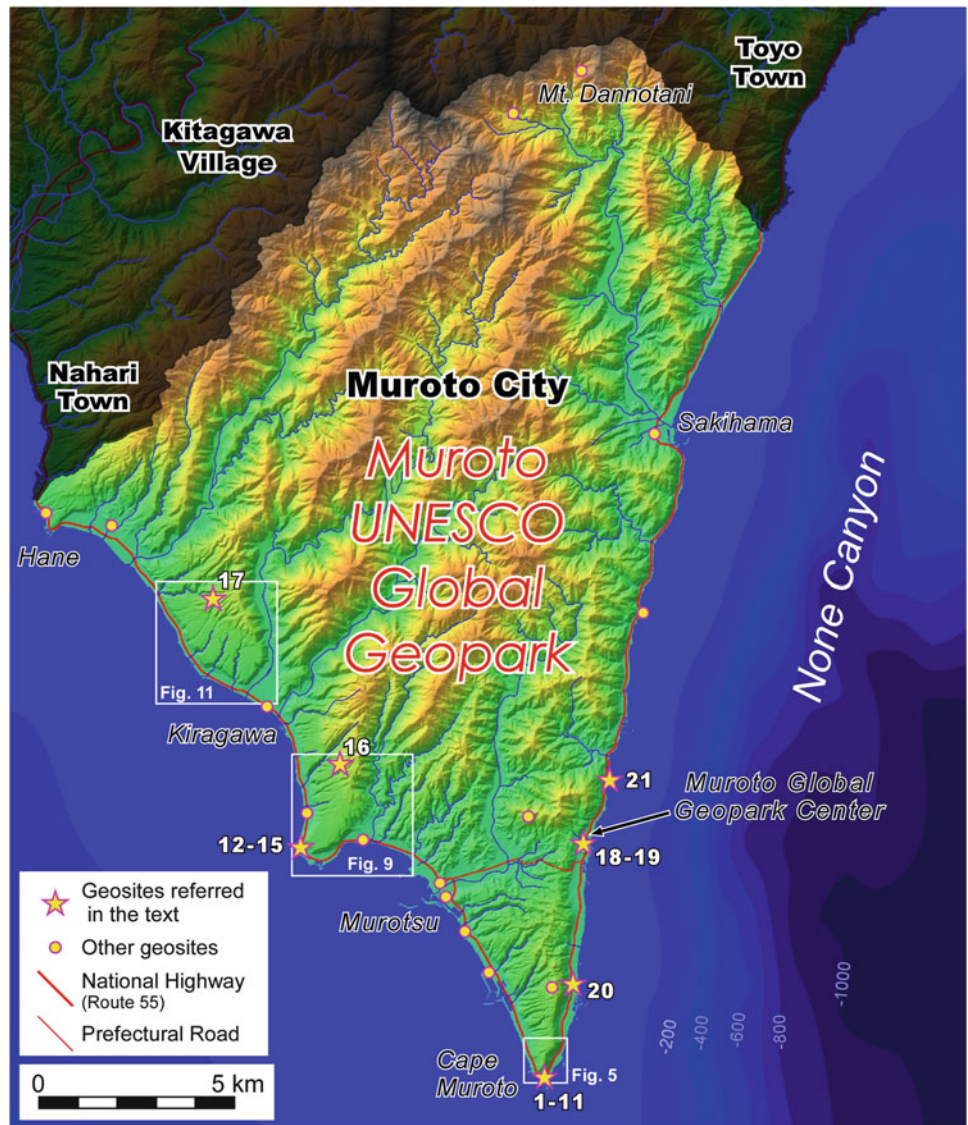 Toyo
Town
Mt. Dannotani
Kitagawa
Village
Nahari
Town
Muroto City
Sakihama
Muroto
UNESCO
Global
Geopark
None Canyon
Hane
17
Fig. 11
Kiragawa
16
21
Muroto Global
Geopark Center
12-15
Fig. 9
18-19
Murotsu
20
-200
-400
-600
-800
-1000
Cape
Muroto
Fig. 5
1-11
Geosites referred
in the text
Other geosites
National Highway
(Route 55)
Prefectural Road
0 5 km